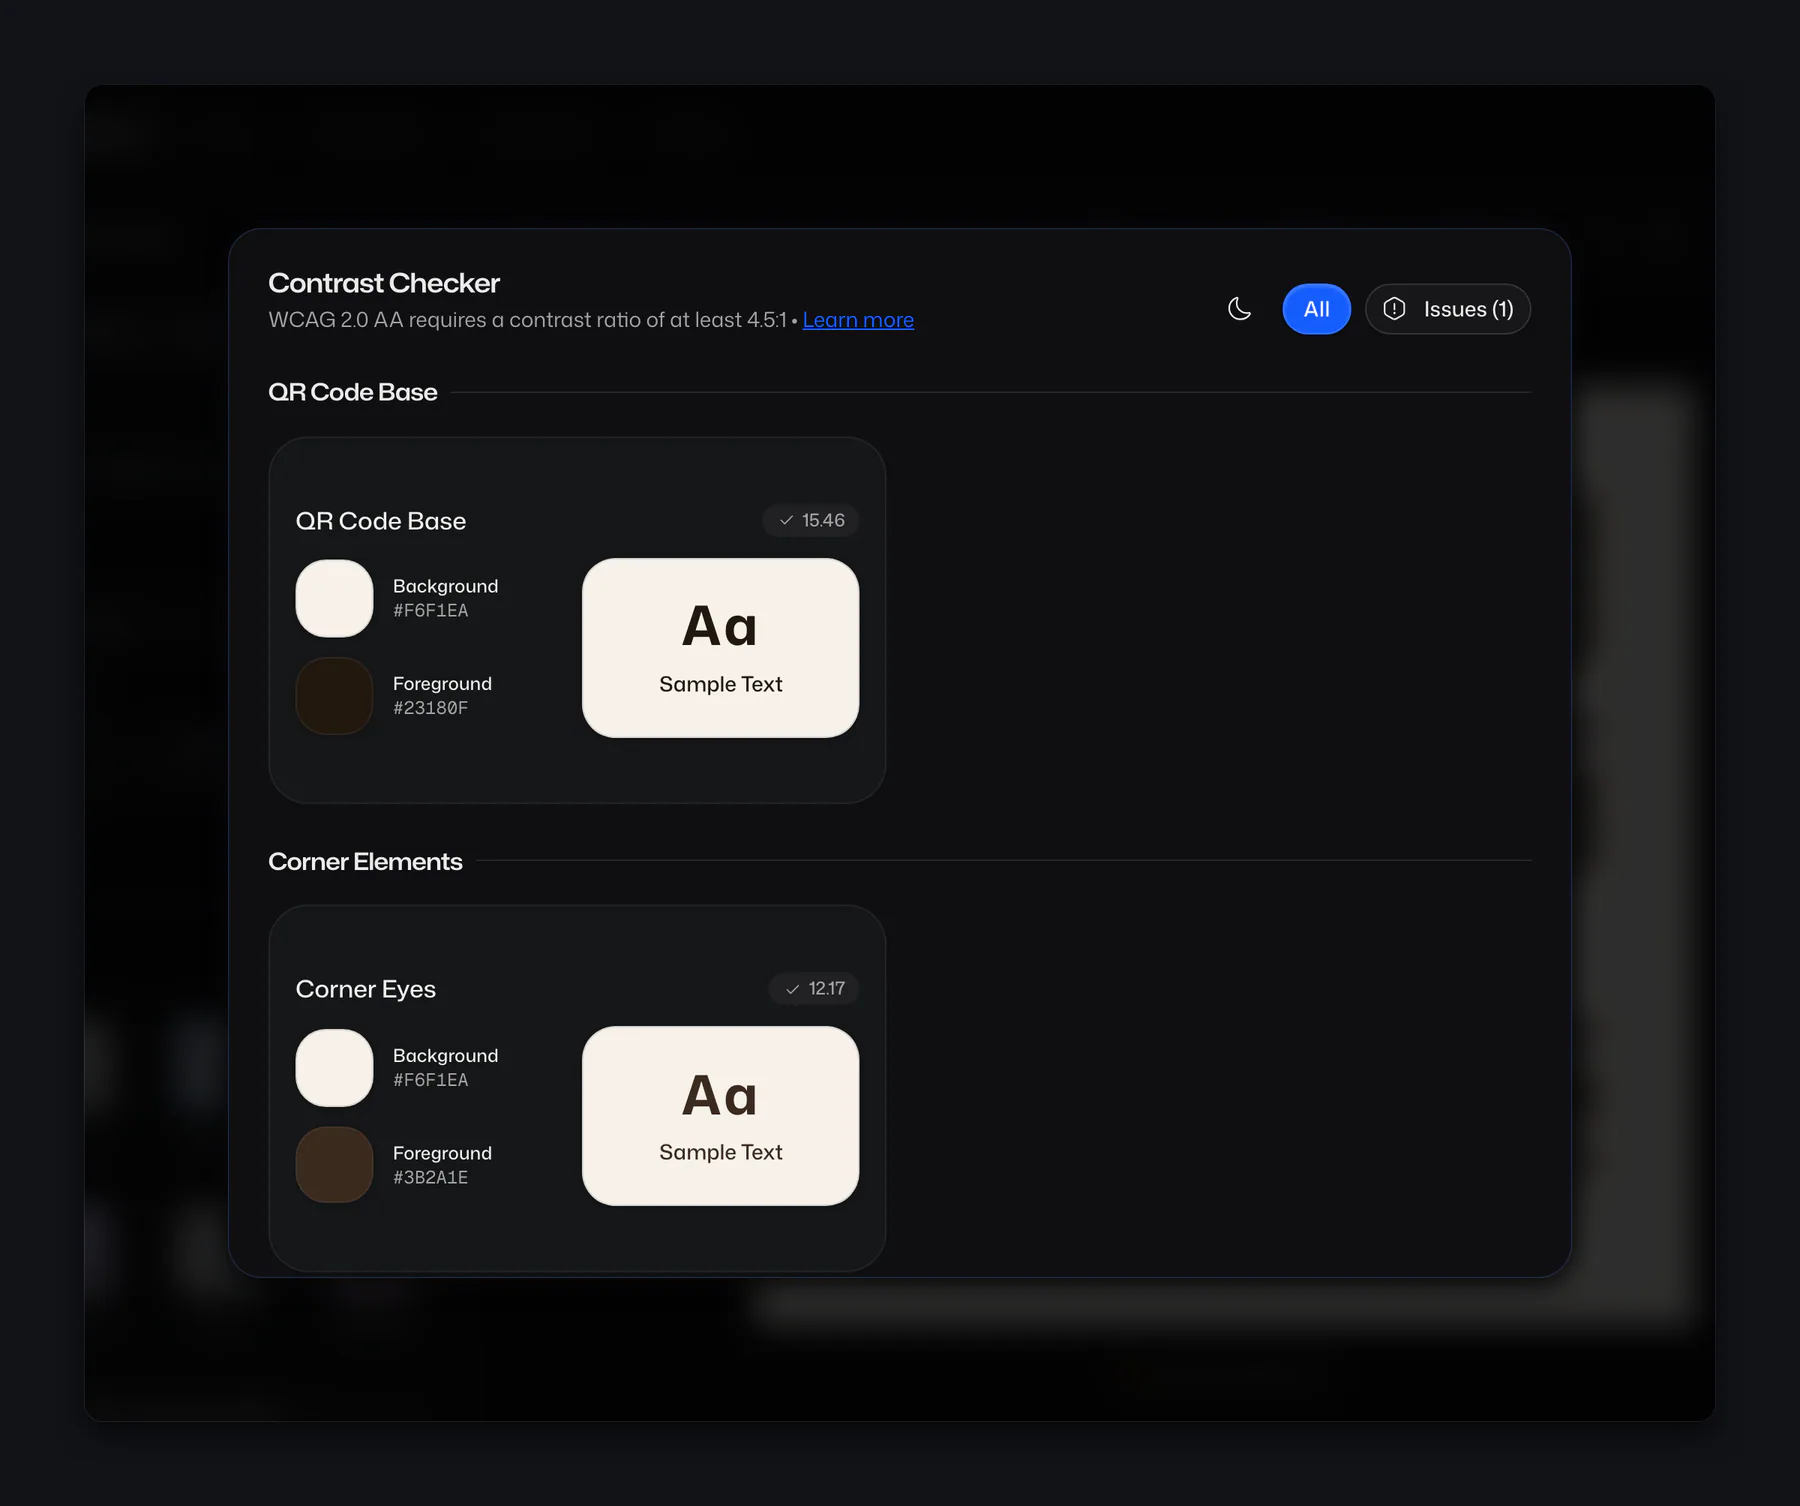 Contrast Checker
WCAG 2.0 AA requires a contrast ratio of at least 4.5:1 • Learn more
All
Issues (1)
QR Code Base
QR Code Base
15.46
Background
#F6F1EA
Foreground
#23180F
Aa
Sample Text
Corner Elements
Corner Eyes
12.17
Background
#F6F1EA
Foreground
#3B2A1E
Aa
Sample Text